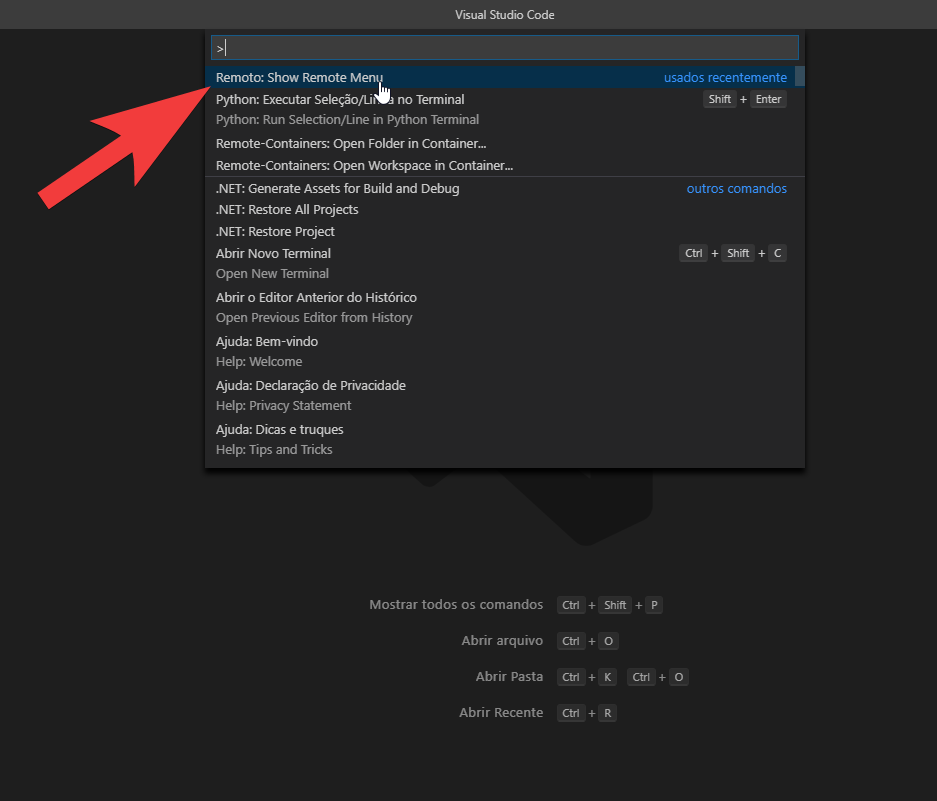 Visual Studio Code
>
Remoto: Show Remote Menu usados recentemente
Python: Executar Seleção/Linha no Terminal Shift + Enter
Python: Run Selection/Line in Python Terminal
Remote-Containers: Open Folder in Container...
Remote-Containers: Open Workspace in Container...
.NET: Generate Assets for Build and Debug outros comandos
.NET: Restore All Projects
.NET: Restore Project
Abrir Novo Terminal Ctrl + Shift + C
Open New Terminal
Abrir o Editor Anterior do Histórico
Open Previous Editor from History
Ajuda: Bem-vindo
Help: Welcome
Ajuda: Declaração de Privacidade
Help: Privacy Statement
Ajuda: Dicas e truques
Help: Tips and Tricks
Mostrar todos os comandos Ctrl + Shift + P
Abrir arquivo Ctrl + O
Abrir Pasta Ctrl + K Ctrl + O
Abrir Recente Ctrl + R